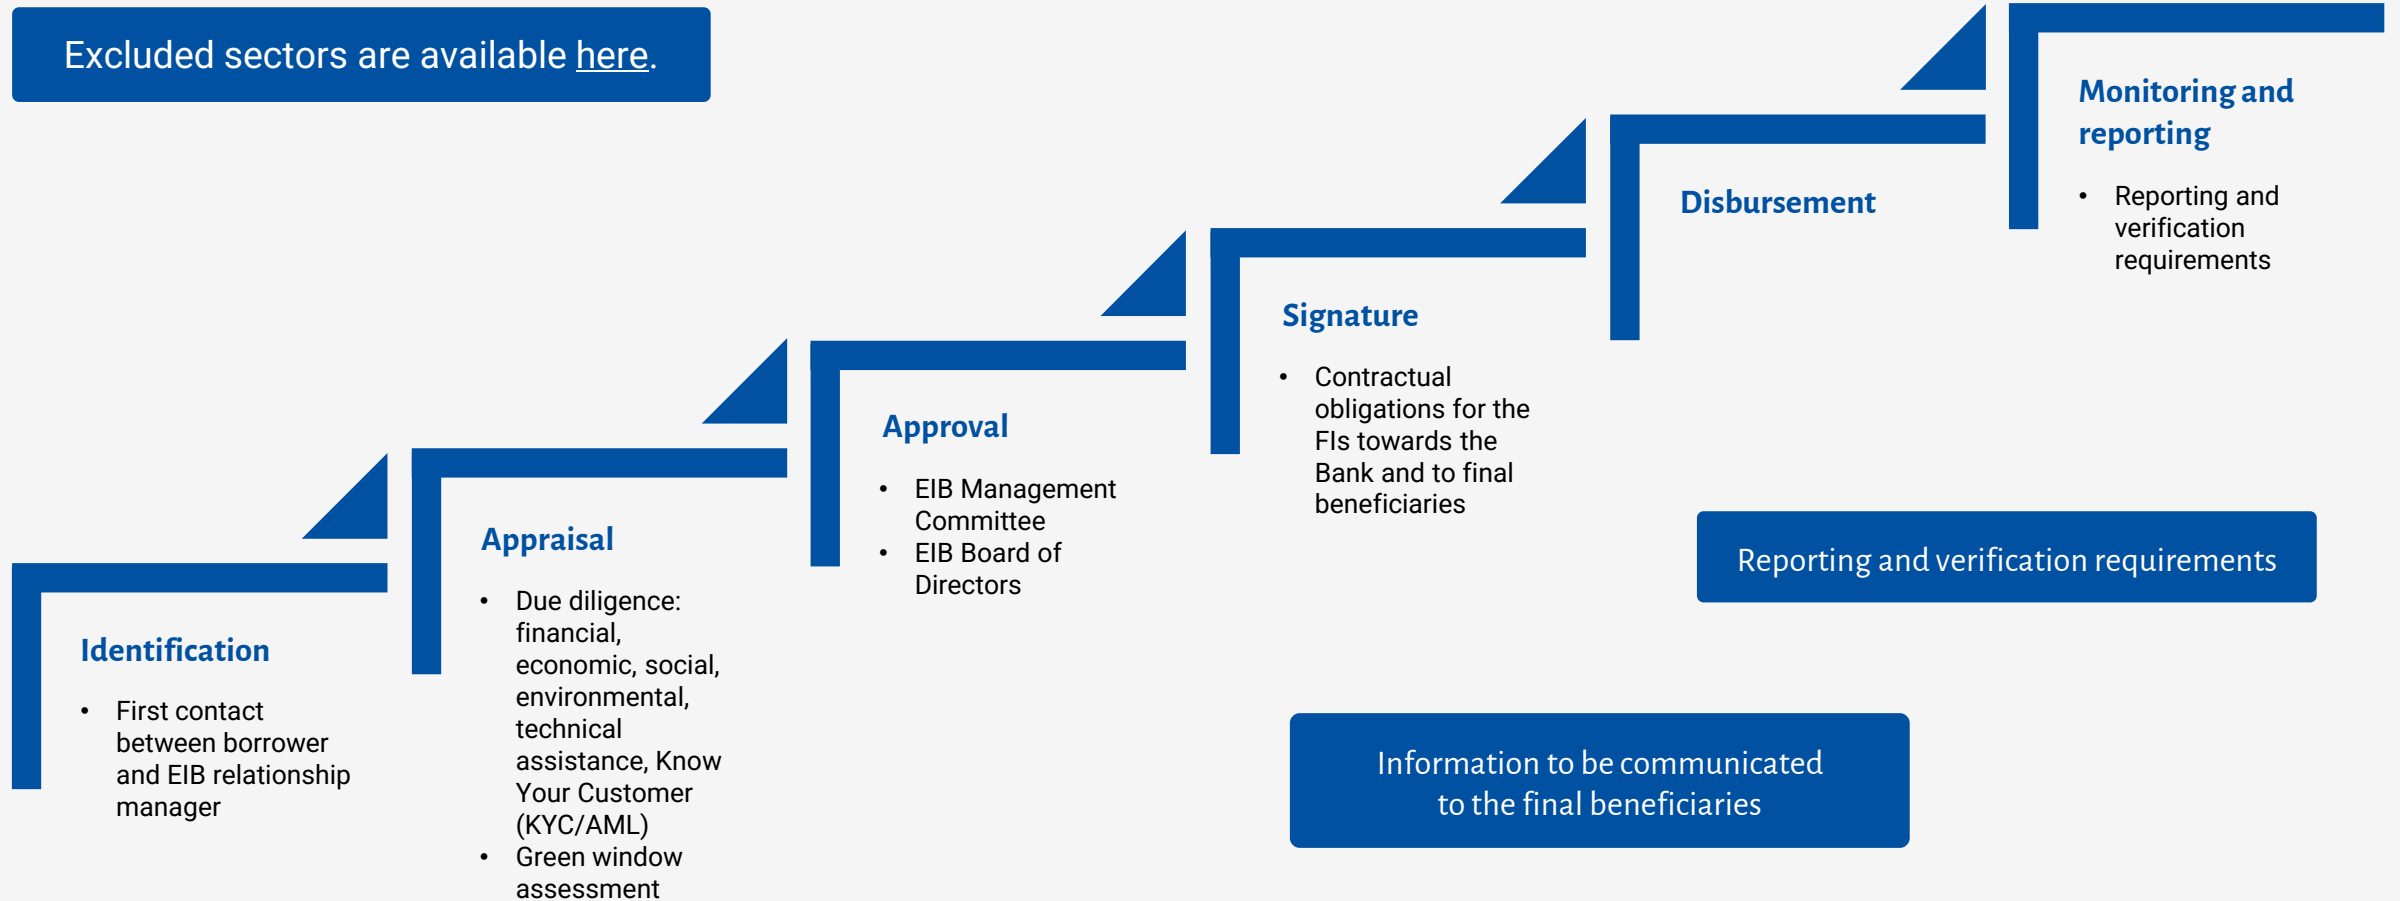 Excluded sectors are available here.
Identification
• First contact
between borrower
and EIB relationship
manager
Appraisal
• Due diligence:
financial,
economic, social,
environmental,
technical
assistance, Know
Your Customer
(KYC/AML)
• Green window
assessment
Approval
• EIB Management
Committee
• EIB Board of
Directors
Signature
• Contractual
obligations for the
FIs towards the
Bank and to final
beneficiaries
Disbursement
Monitoring and
reporting
• Reporting and
verification
requirements
Reporting and verification requirements
Information to be communicated
to the final beneficiaries